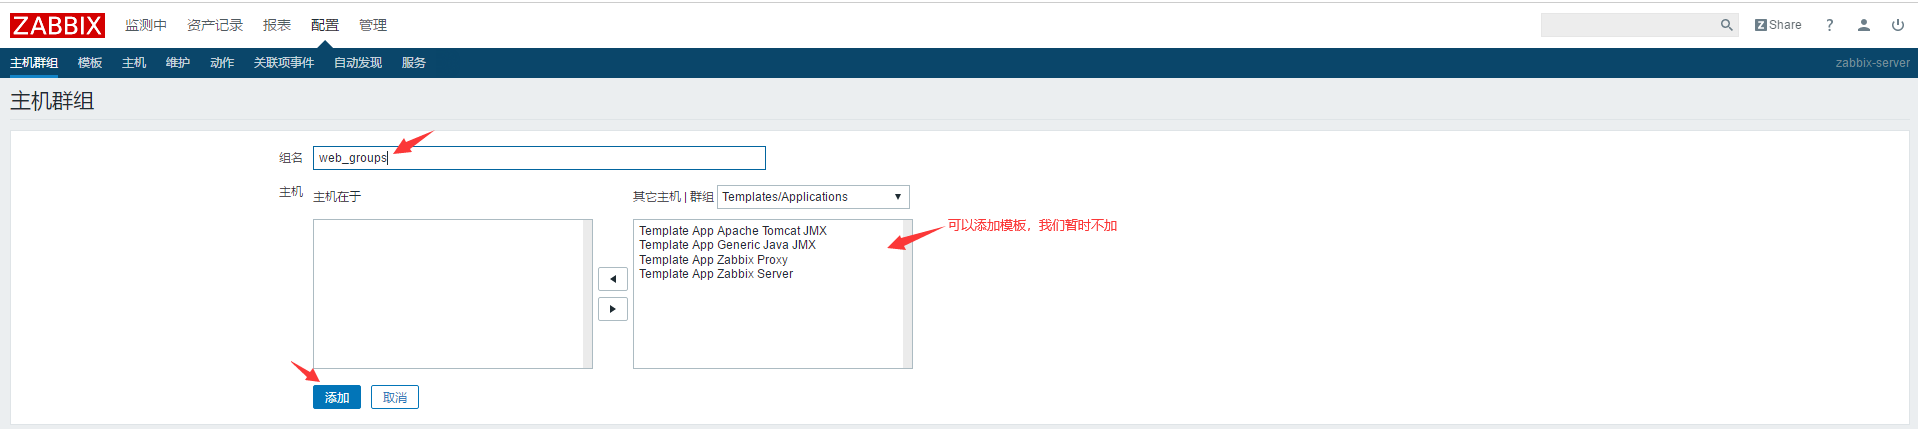 ZABBIX 监测中 资产记录 报表 配置 管理 Z Share ?
主机群组 模板 主机 维护 动作 关联项事件 自动发现 服务 zabbix-server
主机群组
组名 web_groups
主机 主机在于 其它主机 | 群组 Templates/Applications
可以添加模板，我们暂时不加
Template App Apache Tomcat JMX
Template App Generic Java JMX
Template App Zabbix Proxy
Template App Zabbix Server
添加 取消